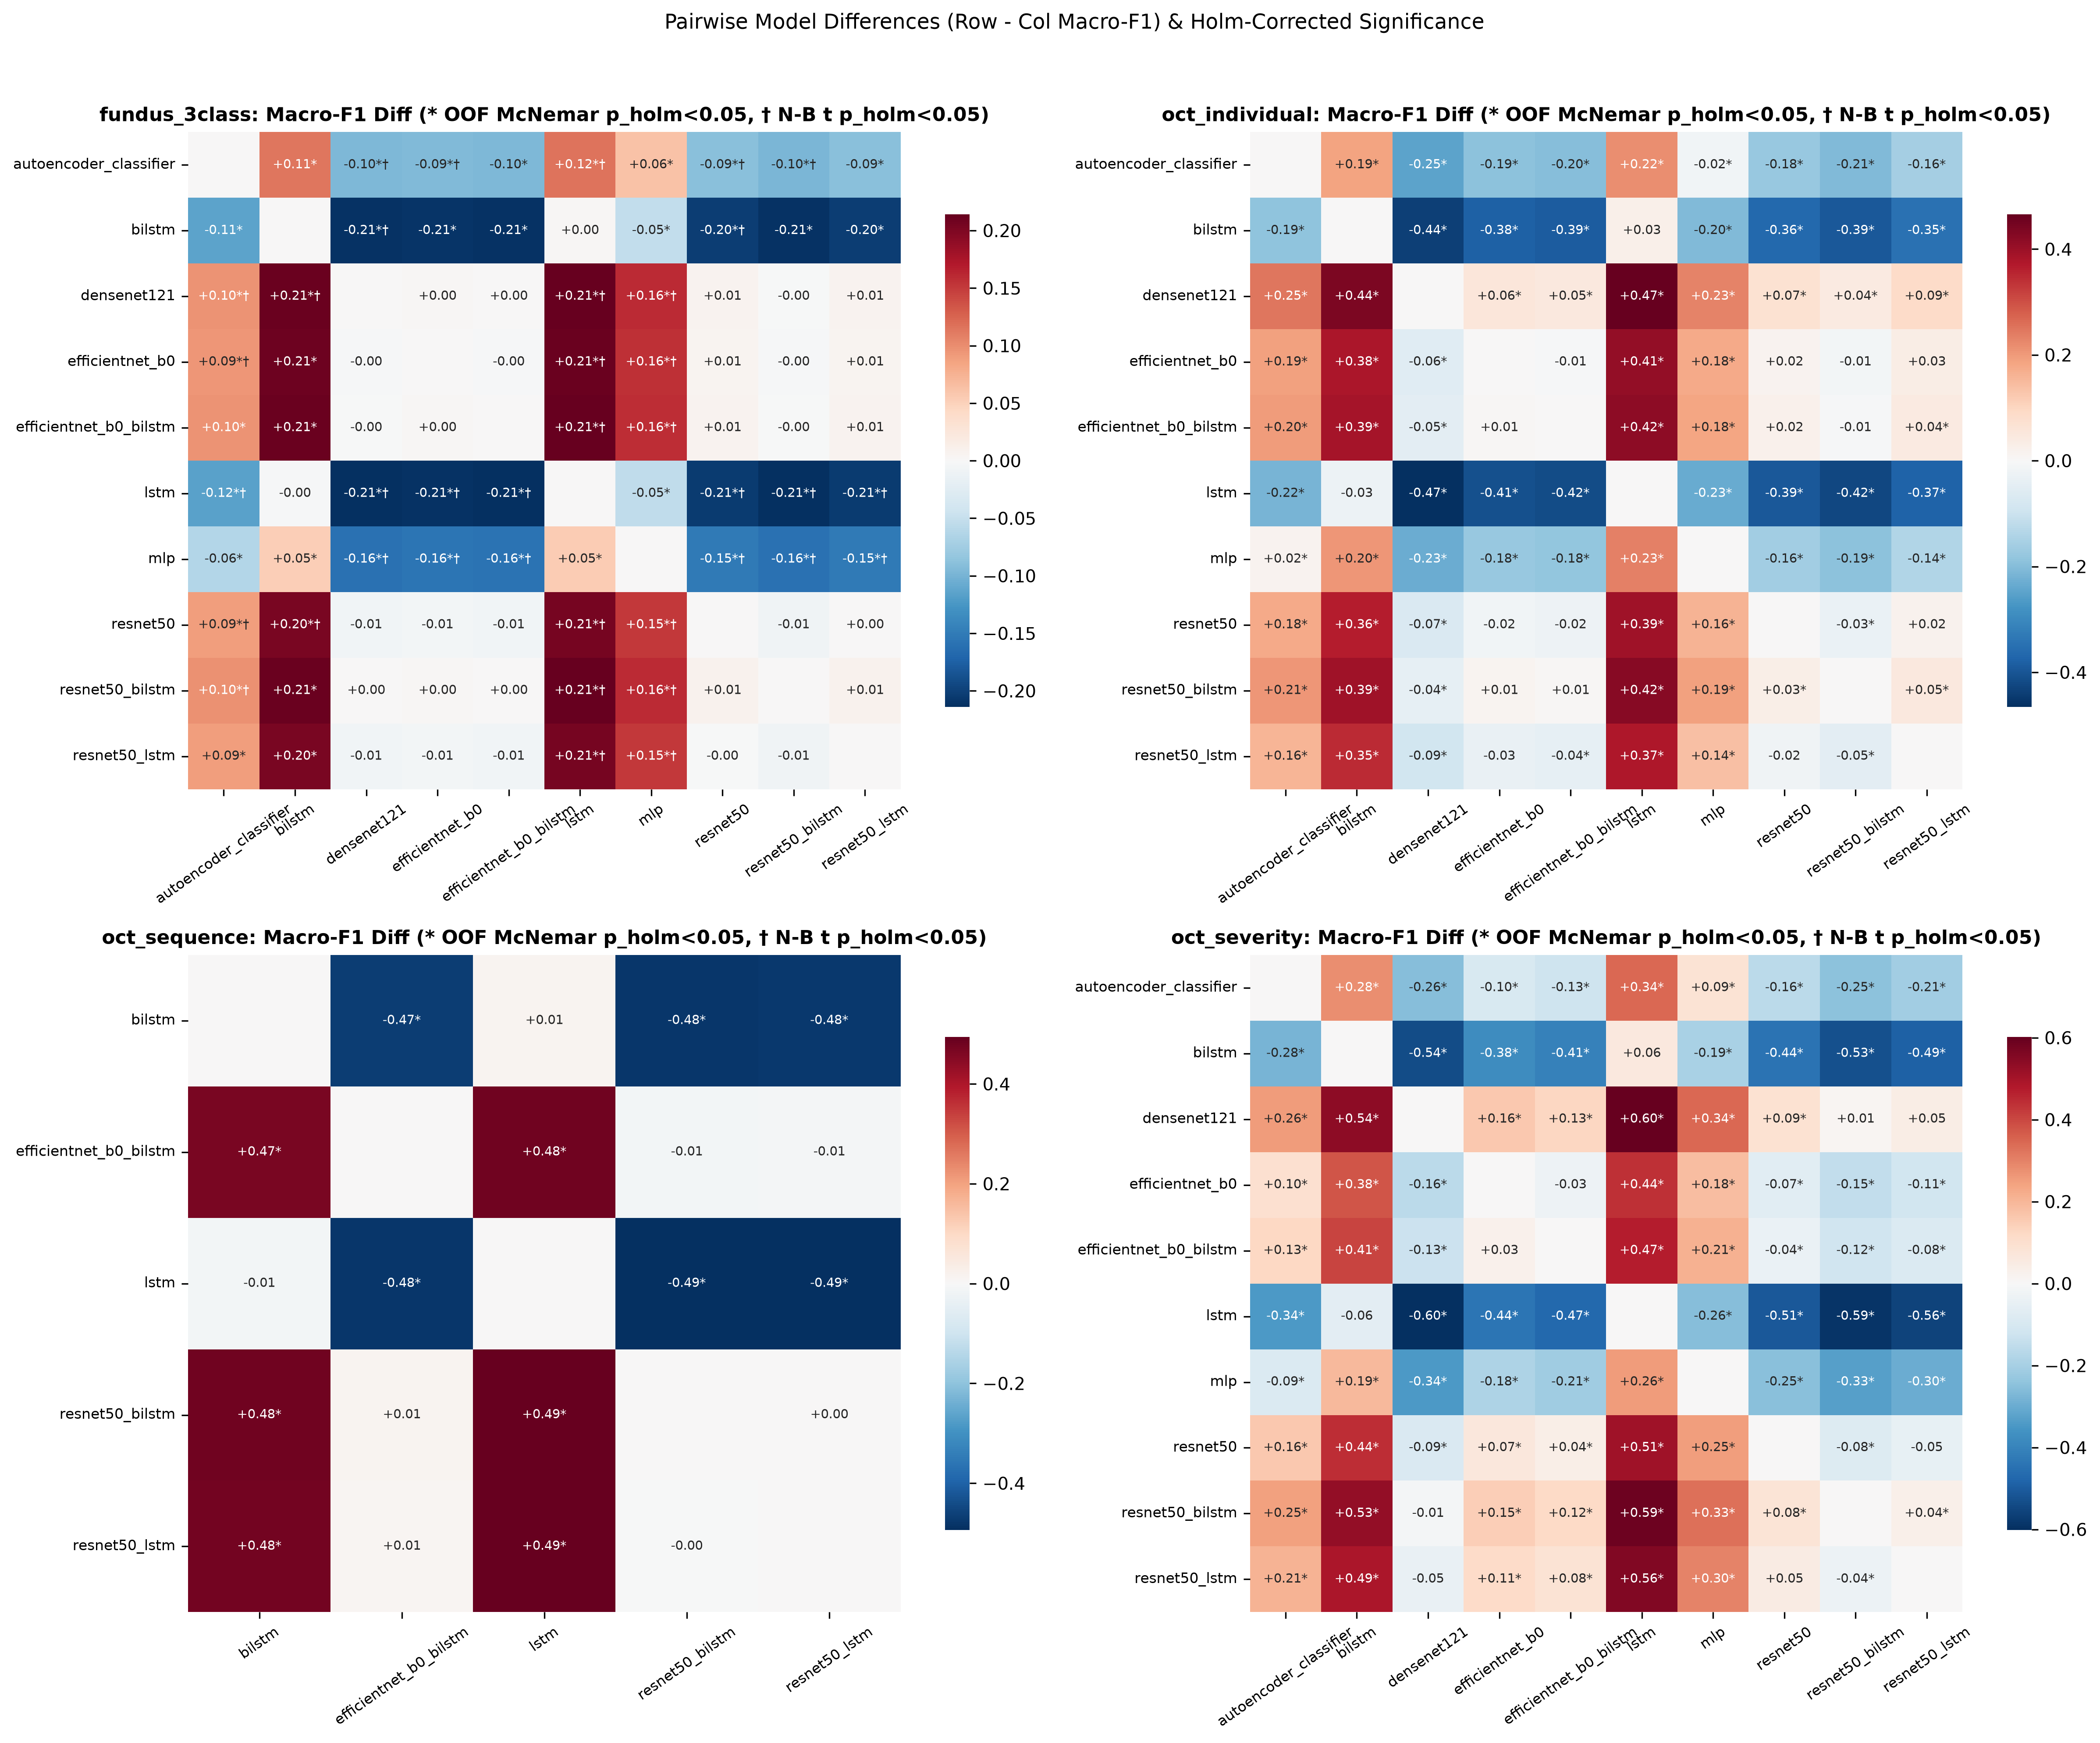 Pairwise Model Differences (Row - Col Macro-F1) & Holm-Corrected Significance
fundus_3class: Macro-F1 Diff (* OOF McNemar p_holm<0.05, † N-B t p_holm<0.05)
autoencoder_classifier +0.11* -0.10*† -0.09*† -0.10* +0.12*† +0.06* -0.09*† -0.10*† -0.09*
bilstm -0.11* -0.21*† -0.21* -0.21* +0.00 -0.05* -0.20*† -0.21* -0.20*
densenet121 +0.10*† +0.21*† +0.00 +0.00 +0.21*† +0.16*† +0.01 -0.00 +0.01
efficientnet_b0 +0.09*† +0.21* -0.00 -0.00 +0.21*† +0.16*† +0.01 -0.00 +0.01
efficientnet_b0_bilstm +0.10* +0.21* -0.00 +0.00 +0.21*† +0.16*† +0.01 -0.00 +0.01
lstm -0.12*† -0.00 -0.21*† -0.21*† -0.21*† -0.05* -0.21*† -0.21*† -0.21*†
mlp -0.06* +0.05* -0.16*† -0.16*† -0.16*† +0.05* -0.15*† -0.16*† -0.15*†
resnet50 +0.09*† +0.20*† -0.01 -0.01 -0.01 +0.21*† +0.15*† -0.01 +0.00
resnet50_bilstm +0.10*† +0.21* +0.00 +0.00 +0.00 +0.21*† +0.16*† +0.01 +0.01
resnet50_lstm +0.09* +0.20* -0.01 -0.01 -0.01 +0.21*† +0.15*† -0.00 -0.01
autoencoder_classifier bilstm densenet121 efficientnet_b0 efficientnet_b0_bilstm lstm mlp resnet50 resnet50_bilstm resnet50_lstm
0.20
0.15
0.10
0.05
0.00
−0.05
−0.10
−0.15
−0.20
oct_individual: Macro-F1 Diff (* OOF McNemar p_holm<0.05, † N-B t p_holm<0.05)
autoencoder_classifier +0.19* -0.25* -0.19* -0.20* +0.22* -0.02* -0.18* -0.21* -0.16*
bilstm -0.19* -0.44* -0.38* -0.39* +0.03 -0.20* -0.36* -0.39* -0.35*
densenet121 +0.25* +0.44* +0.06* +0.05* +0.47* +0.23* +0.07* +0.04* +0.09*
efficientnet_b0 +0.19* +0.38* -0.06* -0.01 +0.41* +0.18* +0.02 -0.01 +0.03
efficientnet_b0_bilstm +0.20* +0.39* -0.05* +0.01 +0.42* +0.18* +0.02 -0.01 +0.04*
lstm -0.22* -0.03 -0.47* -0.41* -0.42* -0.23* -0.39* -0.42* -0.37*
mlp +0.02* +0.20* -0.23* -0.18* -0.18* +0.23* -0.16* -0.19* -0.14*
resnet50 +0.18* +0.36* -0.07* -0.02 -0.02 +0.39* +0.16* -0.03* +0.02
resnet50_bilstm +0.21* +0.39* -0.04* +0.01 +0.01 +0.42* +0.19* +0.03* +0.05*
resnet50_lstm +0.16* +0.35* -0.09* -0.03 -0.04* +0.37* +0.14* -0.02 -0.05*
autoencoder_classifier bilstm densenet121 efficientnet_b0 efficientnet_b0_bilstm lstm mlp resnet50 resnet50_bilstm resnet50_lstm
0.4
0.2
0.0
−0.2
−0.4
oct_sequence: Macro-F1 Diff (* OOF McNemar p_holm<0.05, † N-B t p_holm<0.05)
bilstm -0.47* +0.01 -0.48* -0.48*
efficientnet_b0_bilstm +0.47* +0.48* -0.01 -0.01
lstm -0.01 -0.48* -0.49* -0.49*
resnet50_bilstm +0.48* +0.01 +0.49* +0.00
resnet50_lstm +0.48* +0.01 +0.49* -0.00
bilstm efficientnet_b0_bilstm lstm resnet50_bilstm resnet50_lstm
0.4
0.2
0.0
−0.2
−0.4
oct_severity: Macro-F1 Diff (* OOF McNemar p_holm<0.05, † N-B t p_holm<0.05)
autoencoder_classifier +0.28* -0.26* -0.10* -0.13* +0.34* +0.09* -0.16* -0.25* -0.21*
bilstm -0.28* -0.54* -0.38* -0.41* +0.06 -0.19* -0.44* -0.53* -0.49*
densenet121 +0.26* +0.54* +0.16* +0.13* +0.60* +0.34* +0.09* +0.01 +0.05
efficientnet_b0 +0.10* +0.38* -0.16* -0.03 +0.44* +0.18* -0.07* -0.15* -0.11*
efficientnet_b0_bilstm +0.13* +0.41* -0.13* +0.03 +0.47* +0.21* -0.04* -0.12* -0.08*
lstm -0.34* -0.06 -0.60* -0.44* -0.47* -0.26* -0.51* -0.59* -0.56*
mlp -0.09* +0.19* -0.34* -0.18* -0.21* +0.26* -0.25* -0.33* -0.30*
resnet50 +0.16* +0.44* -0.09* +0.07* +0.04* +0.51* +0.25* -0.08* -0.05
resnet50_bilstm +0.25* +0.53* -0.01 +0.15* +0.12* +0.59* +0.33* +0.08* +0.04*
resnet50_lstm +0.21* +0.49* -0.05 +0.11* +0.08* +0.56* +0.30* +0.05 -0.04*
autoencoder_classifier bilstm densenet121 efficientnet_b0 efficientnet_b0_bilstm lstm mlp resnet50 resnet50_bilstm resnet50_lstm
0.6
0.4
0.2
0.0
−0.2
−0.4
−0.6